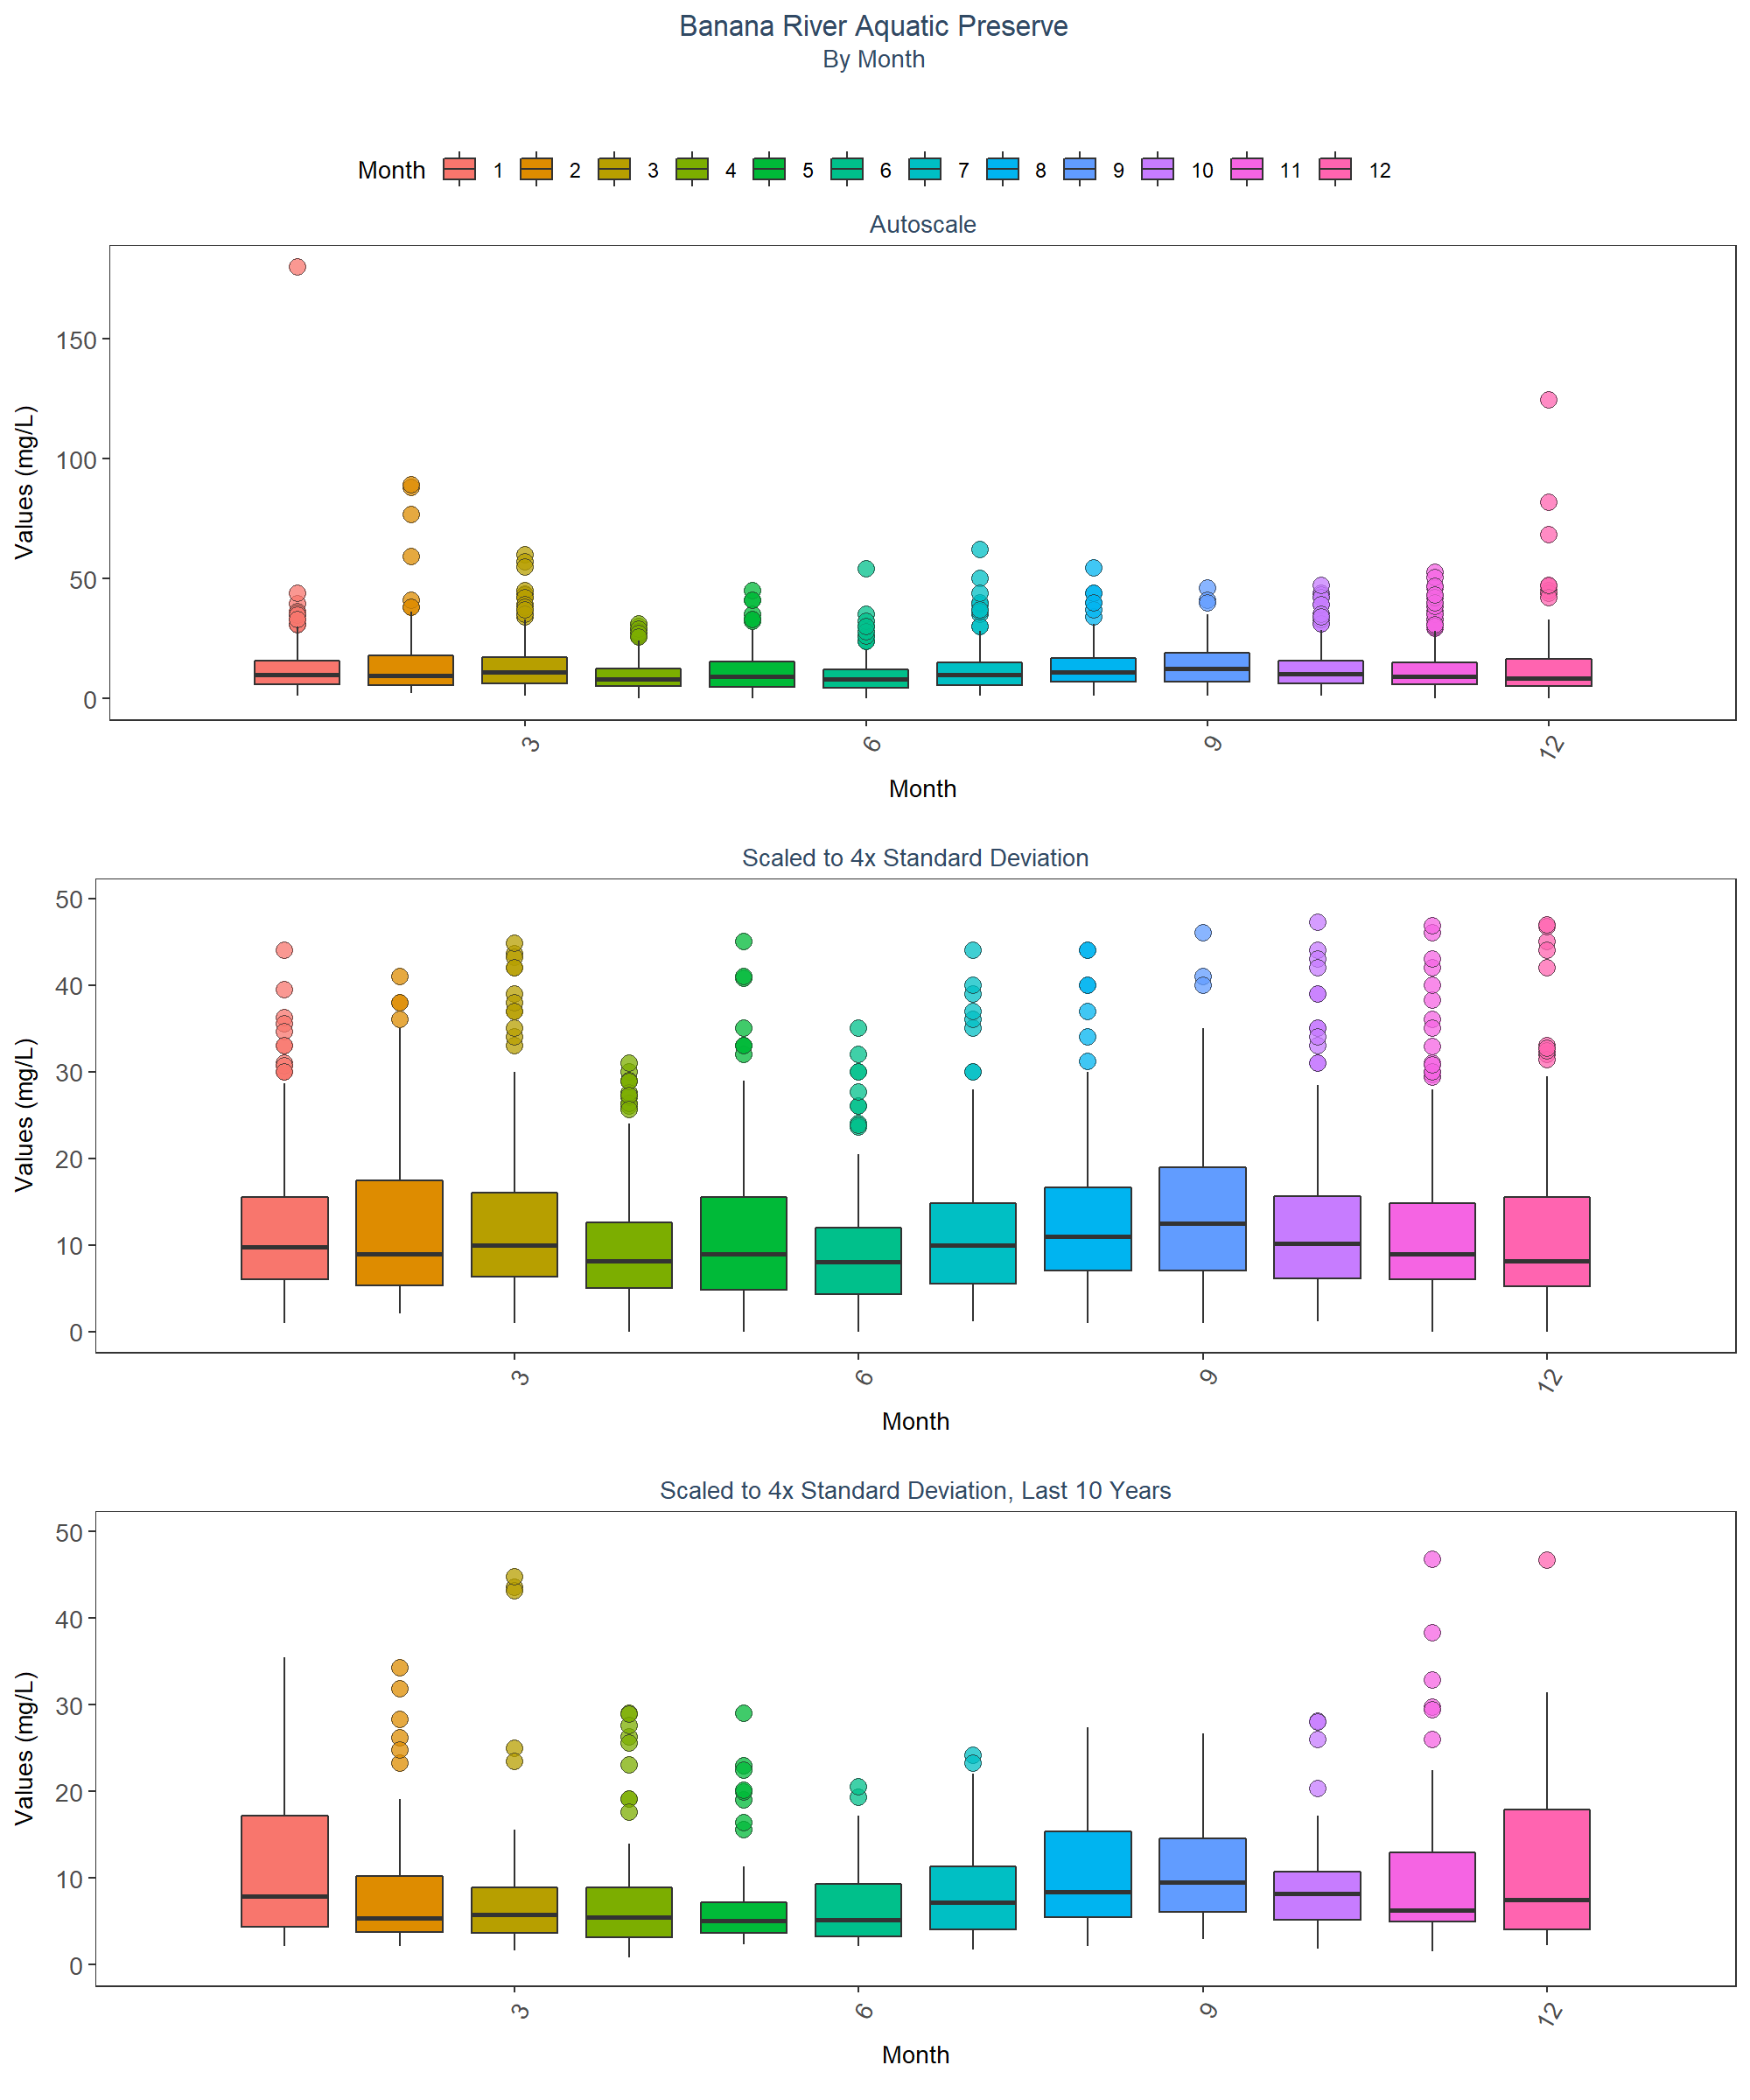 Banana River Aquatic Preserve
By Month
Month 1 2 3 4 5 6 7 8 9 10 11 12
Autoscale
Values (mg/L)
150
100
50
0
3 6 9 12
Month
Scaled to 4x Standard Deviation
Values (mg/L)
50
40
30
20
10
0
3 6 9 12
Month
Scaled to 4x Standard Deviation, Last 10 Years
Values (mg/L)
50
40
30
20
10
0
3 6 9 12
Month